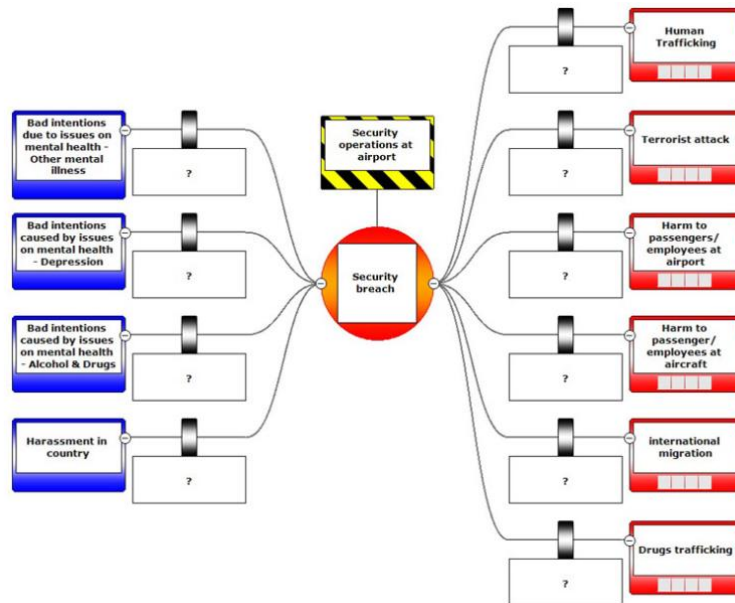 Bad intentions
due to issues on
mental health -
Other mental
illness
?
Bad intentions
caused by issues
on mental health
- Depression
?
Bad intentions
caused by issues
on mental health
- Alcohol & Drugs
?
Harassment in
country
?
Security
operations at
airport
Security
breach
Human
Trafficking
?
Terrorist attack
?
Harm to
passengers/
employees at
airport
?
Harm to
passenger/
employees at
aircraft
?
international
migration
?
Drugs trafficking
?